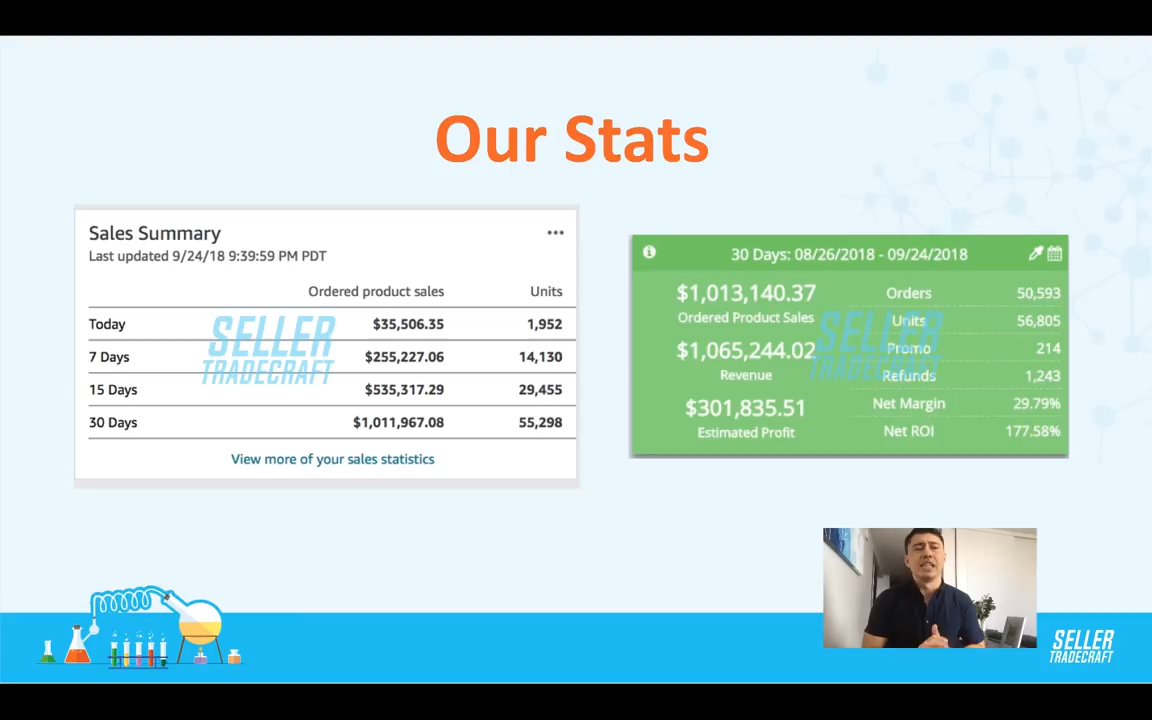 Our Stats
Sales Summary
Last updated 9/24/18 9:39:59 PM PDT
Ordered product sales Units
Today $35,506.35 1,952
7 Days $255,227.06 14,130
15 Days $535,317.29 29,455
30 Days $1,011,967.08 55,298
View more of your sales statistics
SELLER
TRADECRAFT
30 Days: 08/26/2018 - 09/24/2018
$1,013,140.37
Ordered Product Sales
$1,065,244.02
Revenue
$301,835.51
Estimated Profit
Orders 50,593
Units 56,805
Promo 214
Refunds 1,243
Net Margin 29.79%
Net ROI 177.58%
SELLER
TRADECRAFT
SELLER
TRADECRAFT